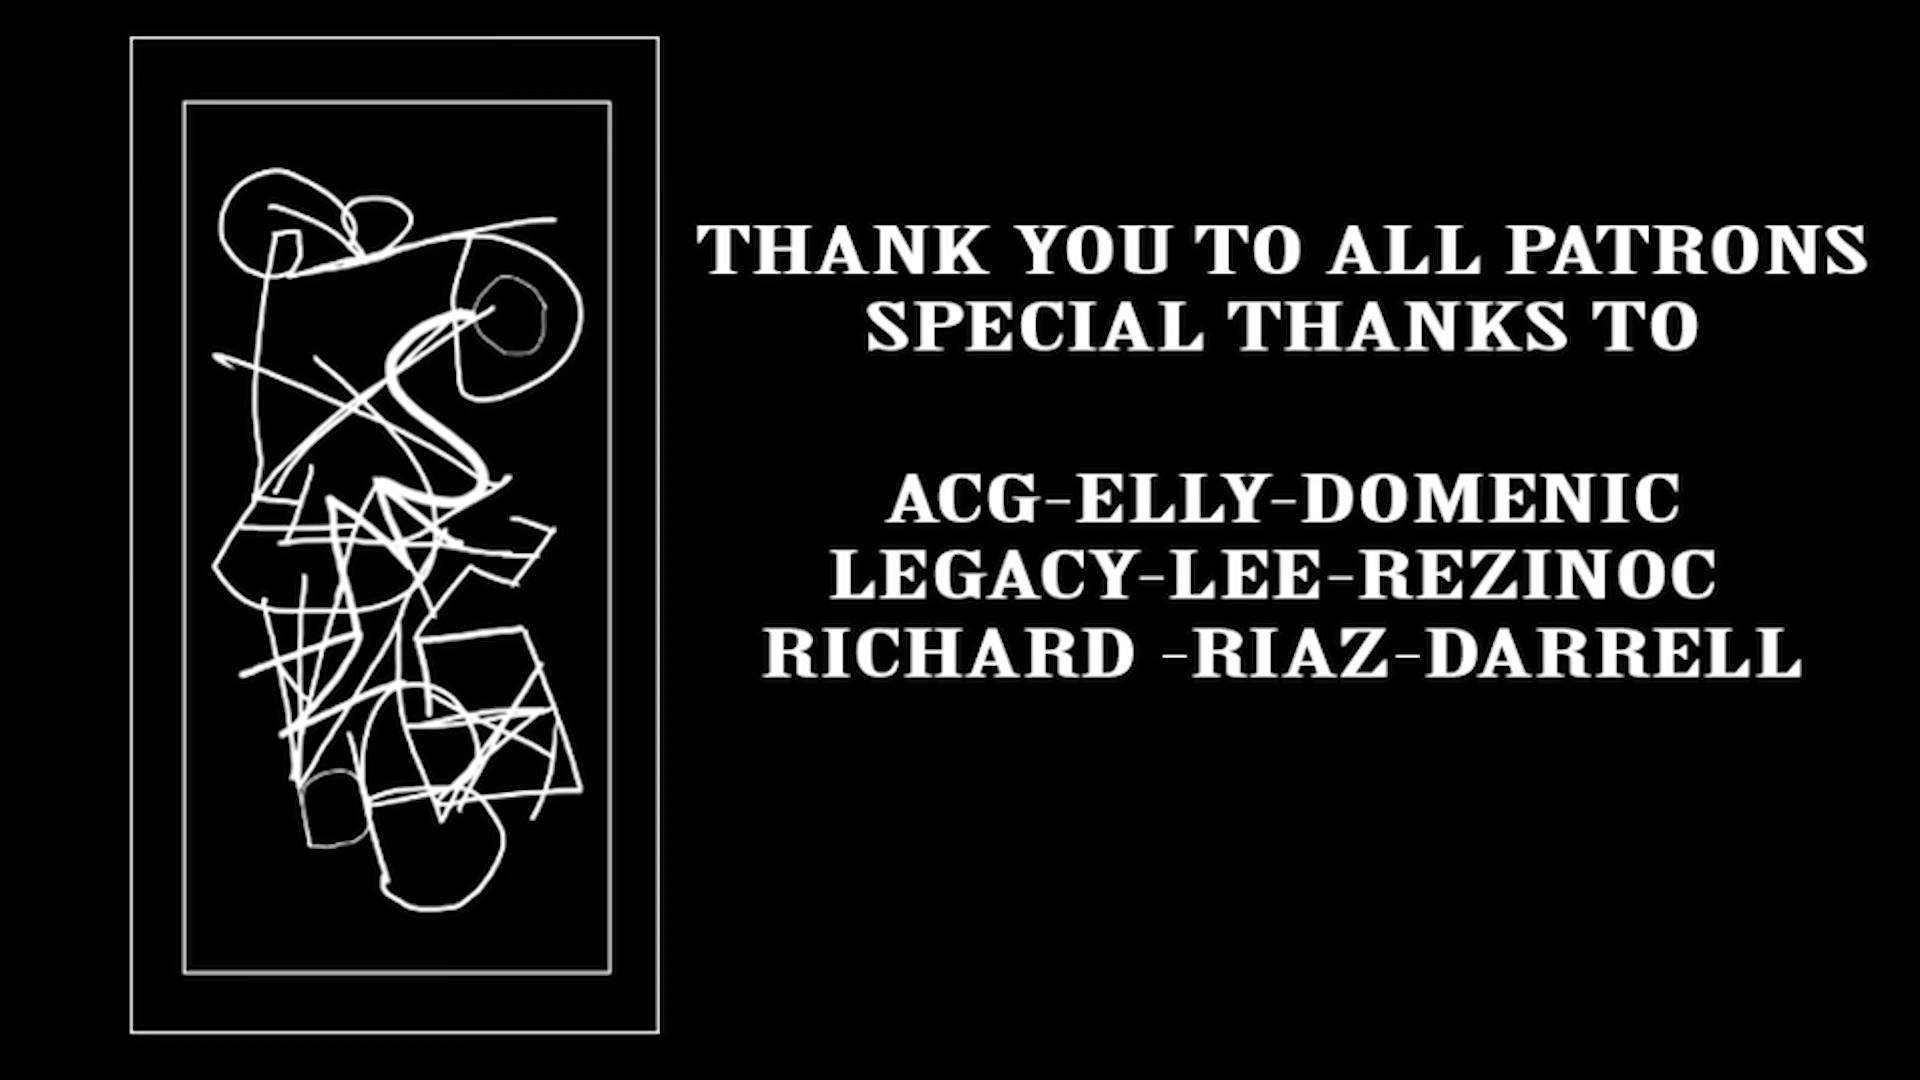 THANK YOU TO ALL PATRONS
SPECIAL THANKS TO
ACG-ELLY-DOMENIC
LEGACY-LEE-REZINOC
RICHARD -RIAZ-DARRELL